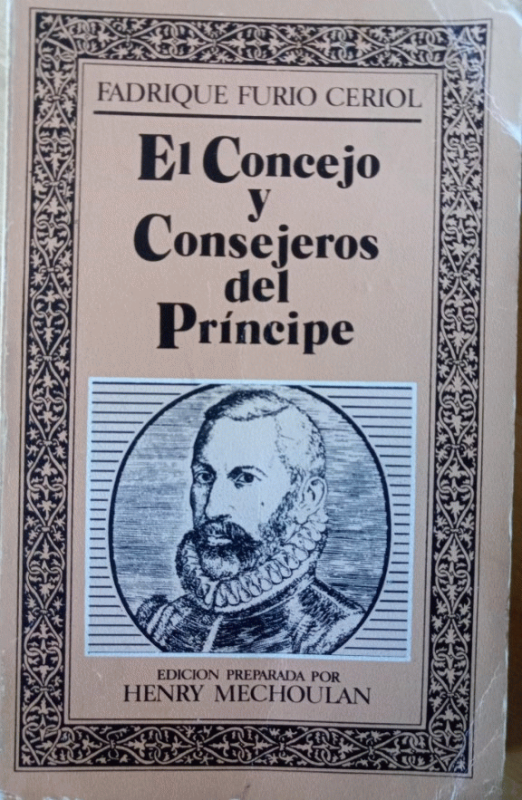 FADRIQUE FURIO CERIOL
El Concejo
y
Consejeros
del
Príncipe
EDICION PREPARADA POR
HENRY MECHOULAN